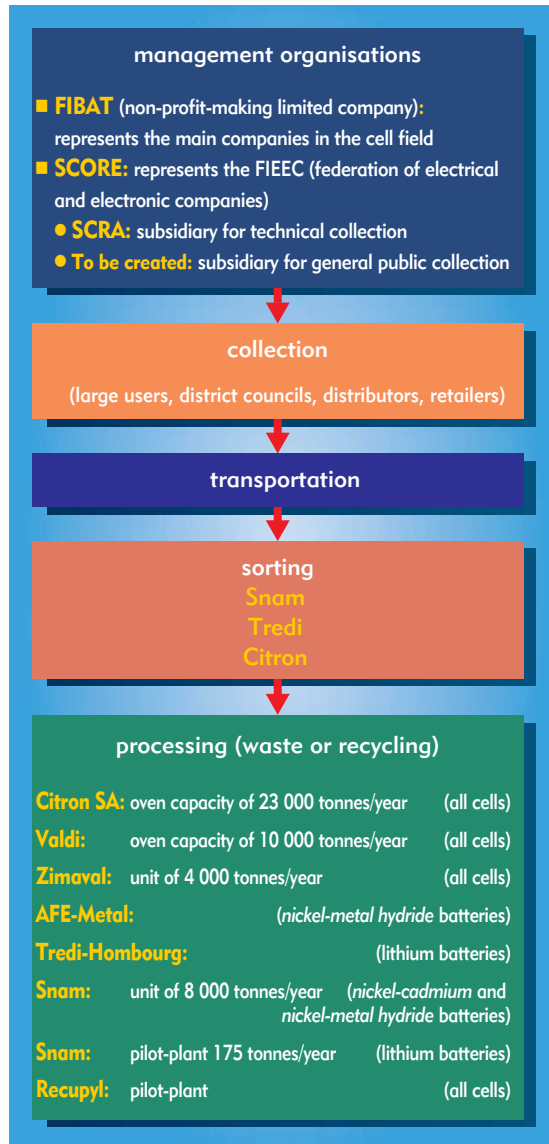 management organisations
■ FIBAT (non-profit-making limited company):
represents the main companies in the cell field
■ SCORE: represents the FIEEC (federation of electrical
and electronic companies)
● SCRA: subsidiary for technical collection
● To be created: subsidiary for general public collection
collection
(large users, district councils, distributors, retailers)
transportation
sorting
Snam
Tredi
Citron
processing (waste or recycling)
Citron SA: oven capacity of 23 000 tonnes/year (all cells)
Valdi: oven capacity of 10 000 tonnes/year (all cells)
Zimaval: unit of 4 000 tonnes/year (all cells)
AFE-Metal: (nickel-metal hydride batteries)
Tredi-Hombourg: (lithium batteries)
Snam: unit of 8 000 tonnes/year (nickel-cadmium and
nickel-metal hydride batteries)
Snam: pilot-plant 175 tonnes/year (lithium batteries)
Recupyl: pilot-plant (all cells)